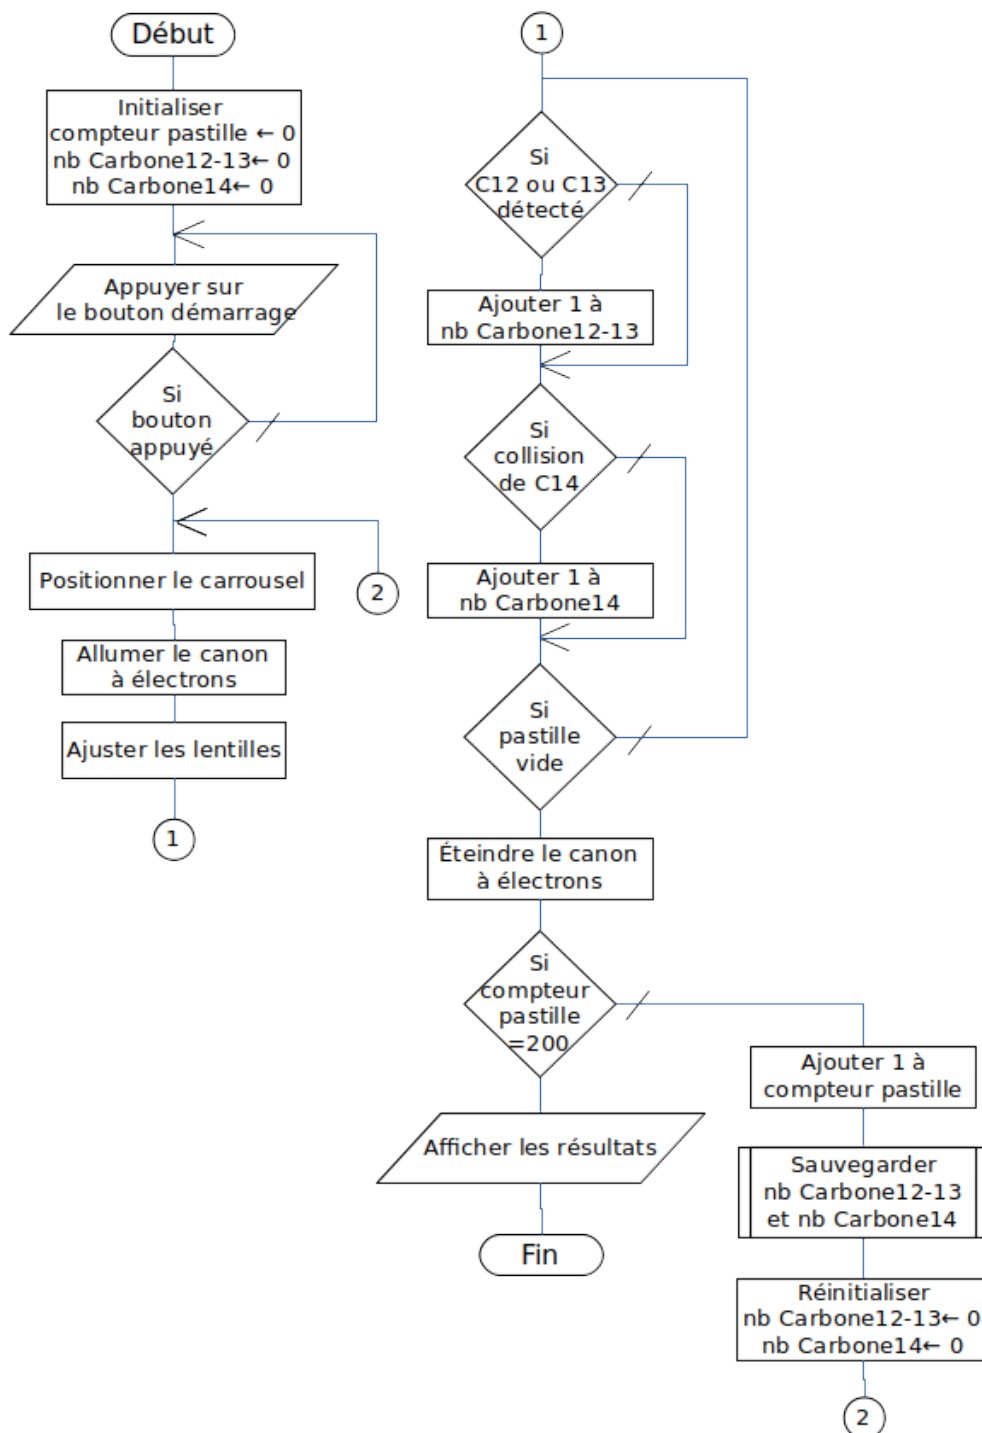 Début
Initialiser
compteur pastille ← 0
nb Carbone12-13← 0
nb Carbone14← 0
Appuyer sur
le bouton démarrage
Si
bouton
appuyé
2
Positionner le carrousel
Allumer le canon
à électrons
Ajuster les lentilles
1
1
Si
C12 ou C13
détecté
Ajouter 1 à
nb Carbone12-13
Si
collision
de C14
Ajouter 1 à
nb Carbone14
Si
pastille
vide
Éteindre le canon
à électrons
Si
compteur
pastille
=200
Afficher les résultats
Fin
Ajouter 1 à
compteur pastille
Sauvegarder
nb Carbone12-13
et nb Carbone14
Réinitialiser
nb Carbone12-13← 0
nb Carbone14← 0
2